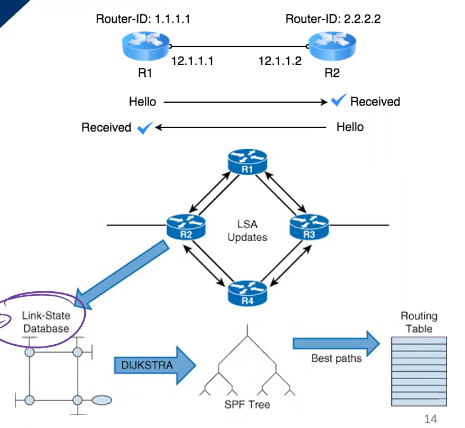 Router-ID: 1.1.1.1
Router-ID: 2.2.2.2
12.1.1.1
12.1.1.2
R1
R2
Hello
Received
Received
Hello
R1
R2
LSA
Updates
R3
R4
Link-State
Database
DIJKSTRA
SPF Tree
Best paths
Routing
Table
14